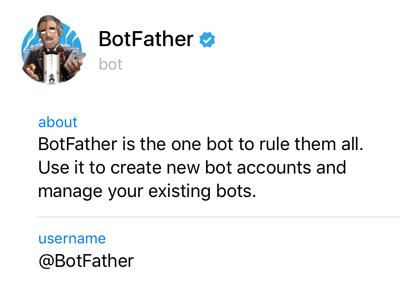 BotFather
bot
about
BotFather is the one bot to rule them all.
Use it to create new bot accounts and
manage your existing bots.
username
@BotFather